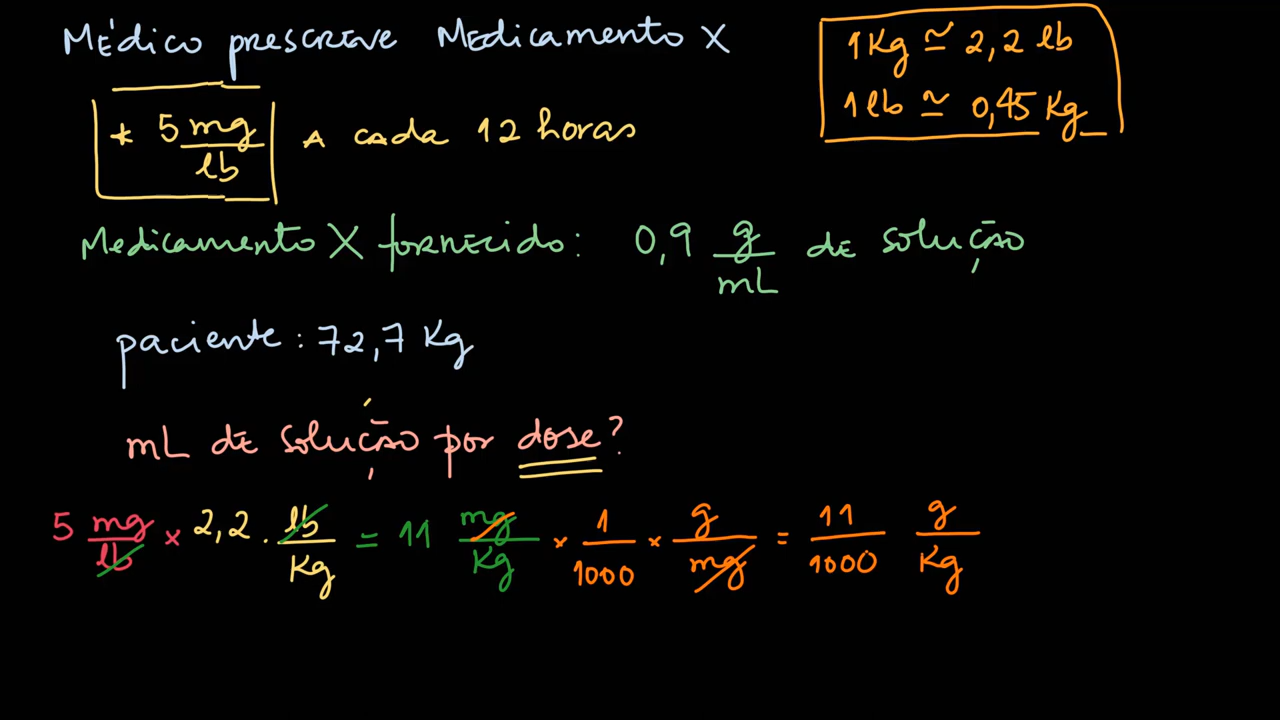 Médico prescreve Medicamento X
1 Kg ≃ 2,2 lb
1 lb ≃ 0,45 Kg
* 5 mg/lb a cada 12 horas
Medicamento X fornecido: 0,9 g/mL de solução
paciente: 72,7 Kg
mL de solução por dose?
5 mg/lb × 2,2 . lb/Kg = 11 mg/Kg × 1/1000 × g/mg = 11/1000 g/Kg